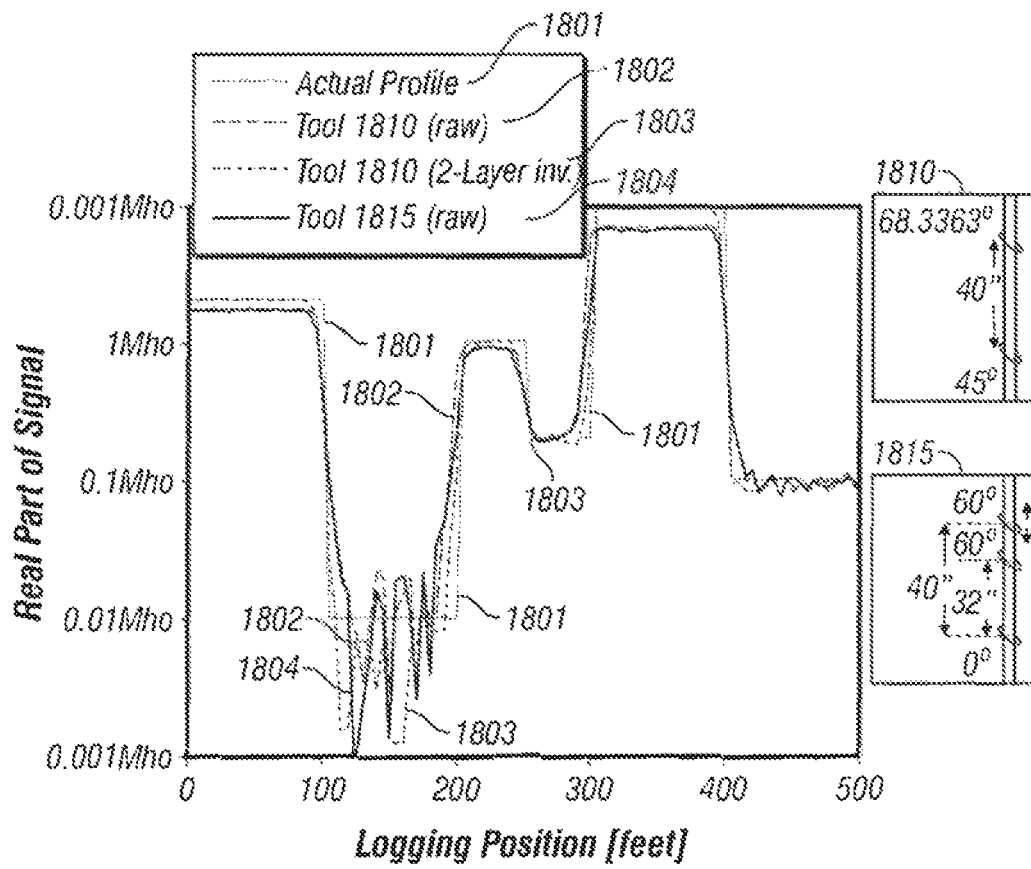 1801
Actual Profile
1802
Tool 1810 (raw)
1803
Tool 1810 (2-Layer inv.)
1804
Tool 1815 (raw)
0.001Mho
1Mho
0.1Mho
0.01Mho
0.001Mho
Real Part of Signal
1801
1802
1801
1803
1802
1801
1804
1803
0
100
200
300
400
500
Logging Position [feet]
1810
68.3363°
40"
45°
1815
60°
60°
40"
32"
0°